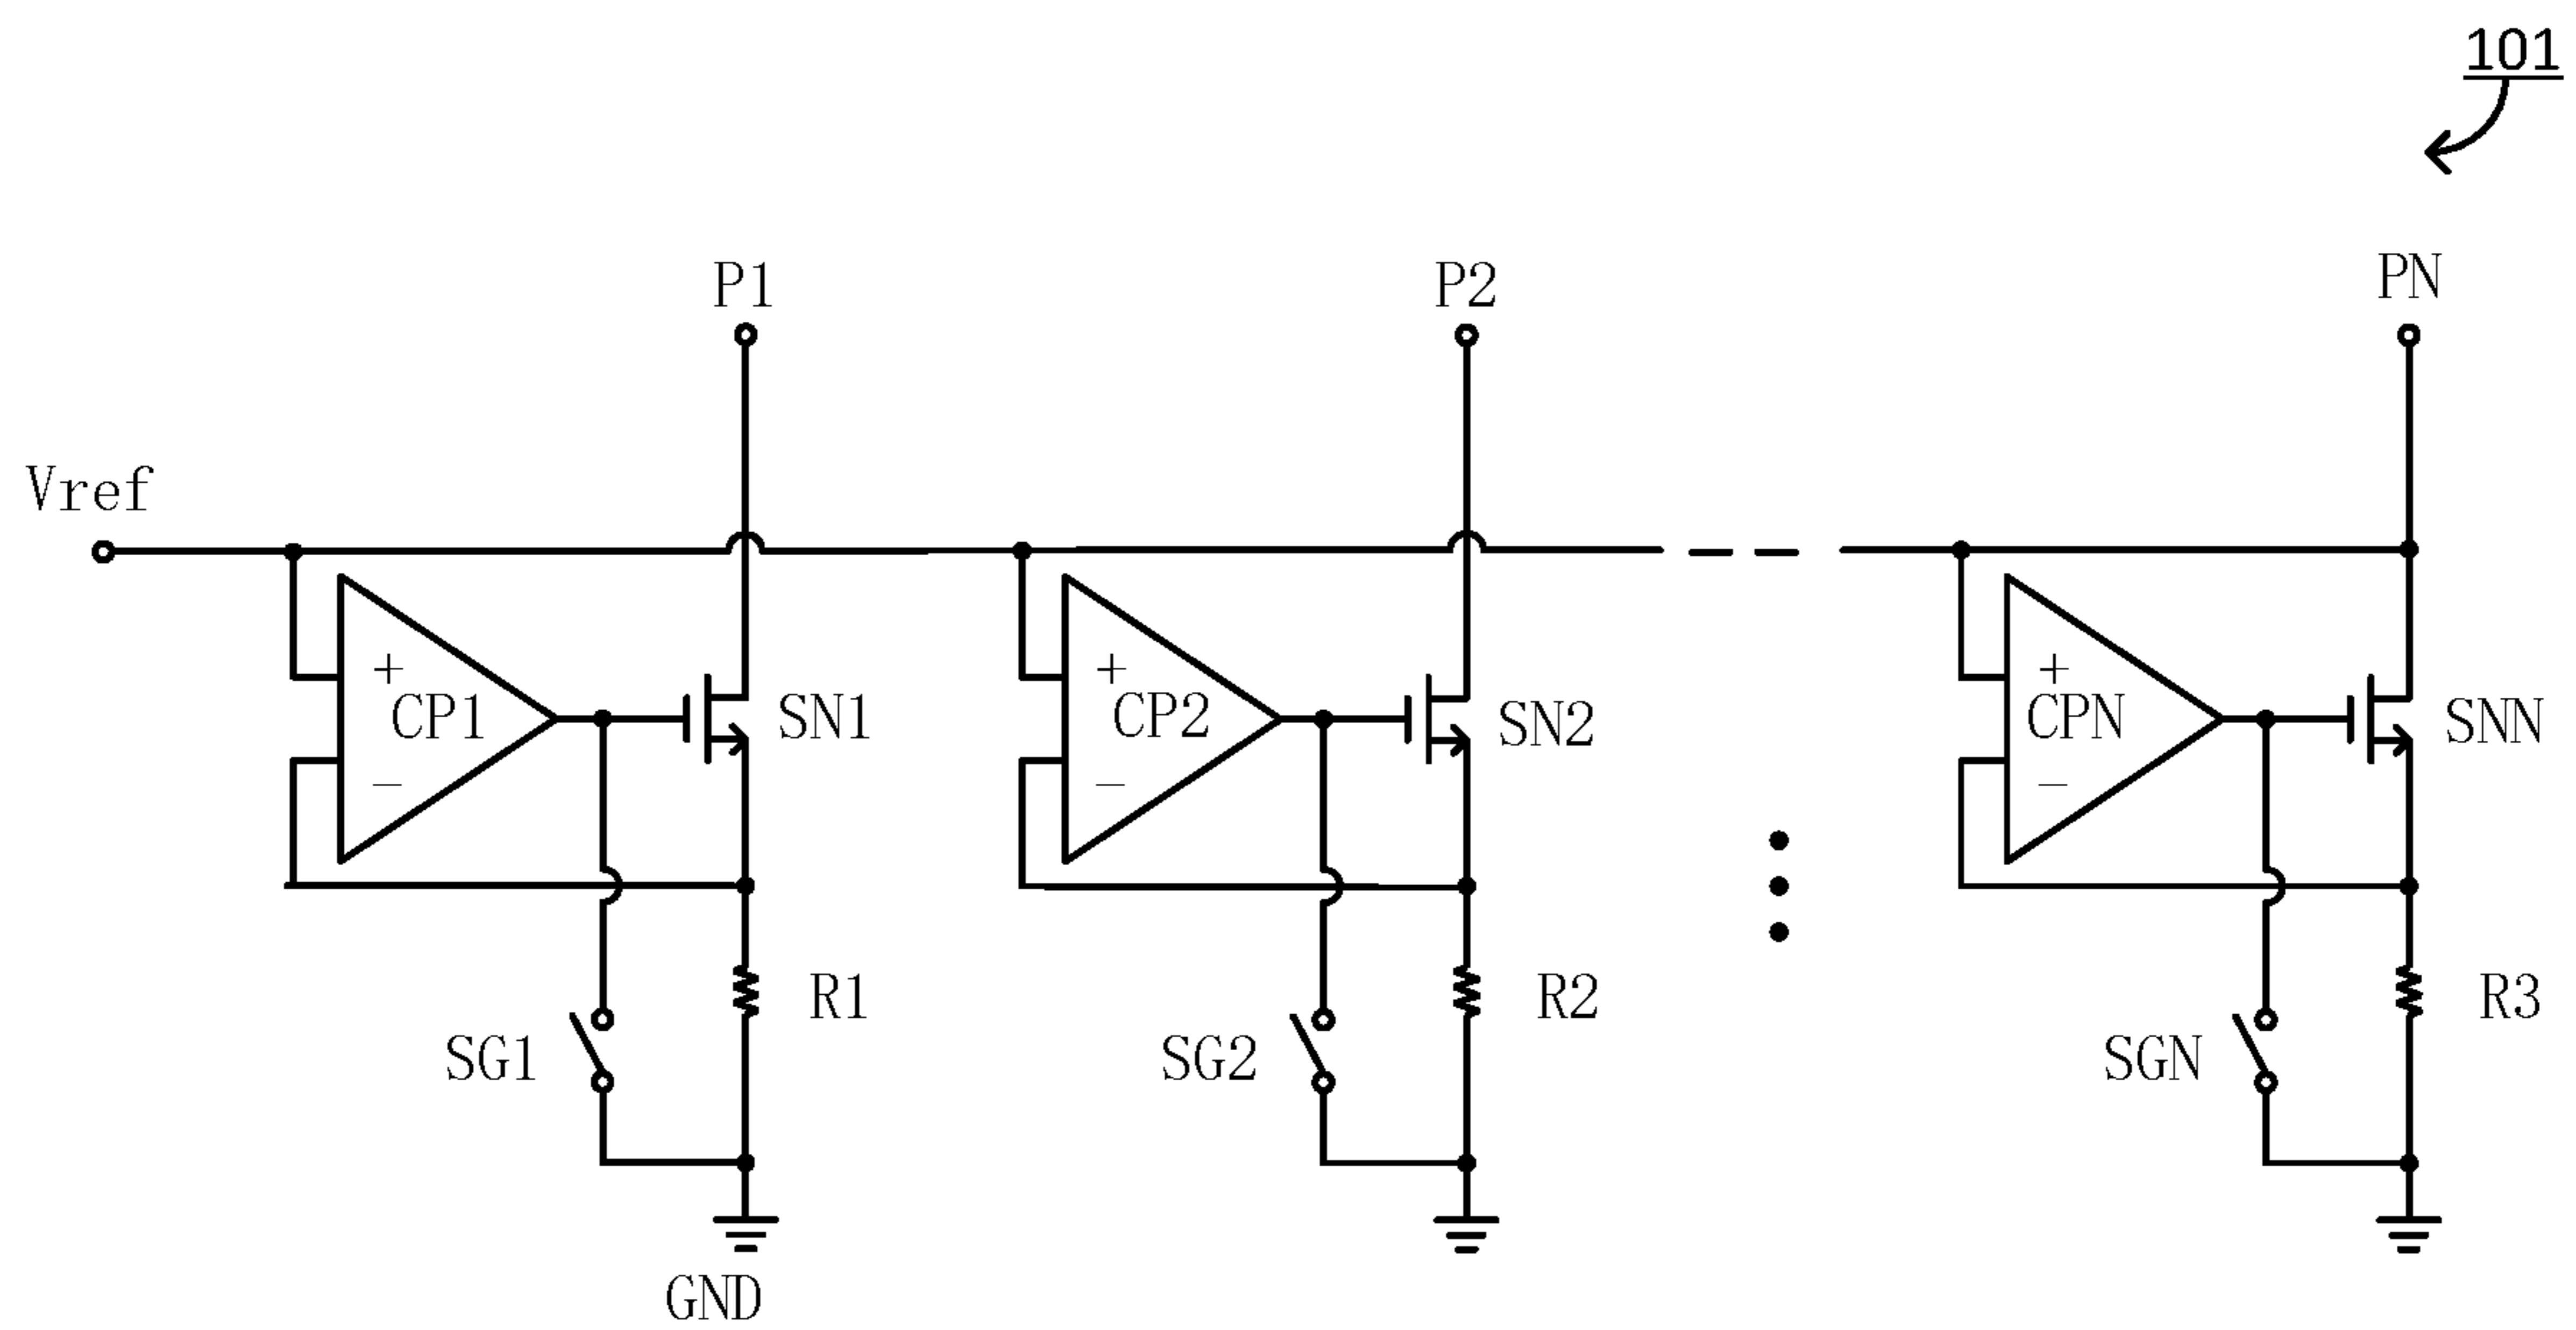 101
P1
P2
PN
Vref
+
+
+
CP1
SN1
CP2
SN2
CPN
SNN
−
−
−
R1
R2
R3
SG1
SG2
SGN
GND